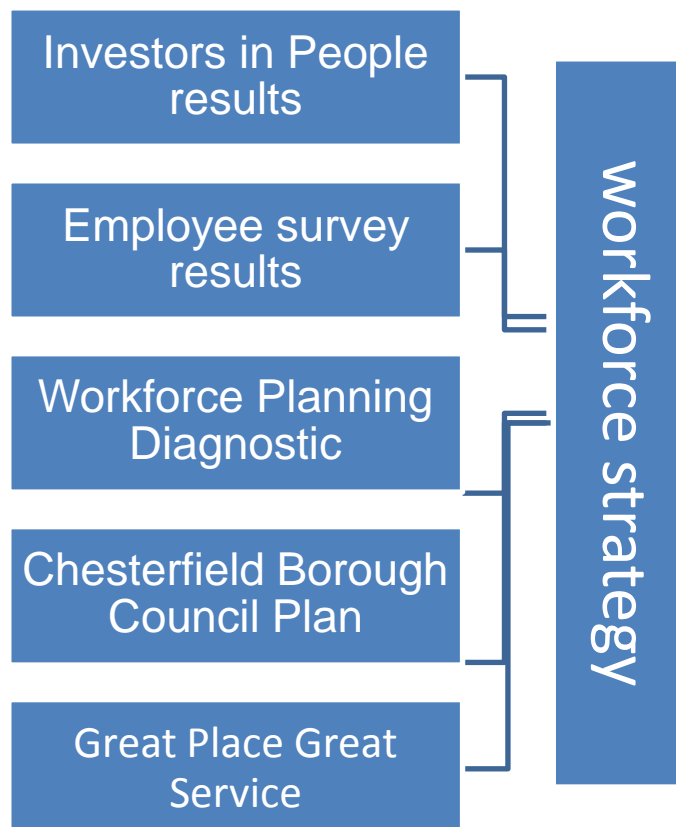 Investors in People
results
Employee survey
results
Workforce Planning
Diagnostic
Chesterfield Borough
Council Plan
Great Place Great
Service
workforce strategy